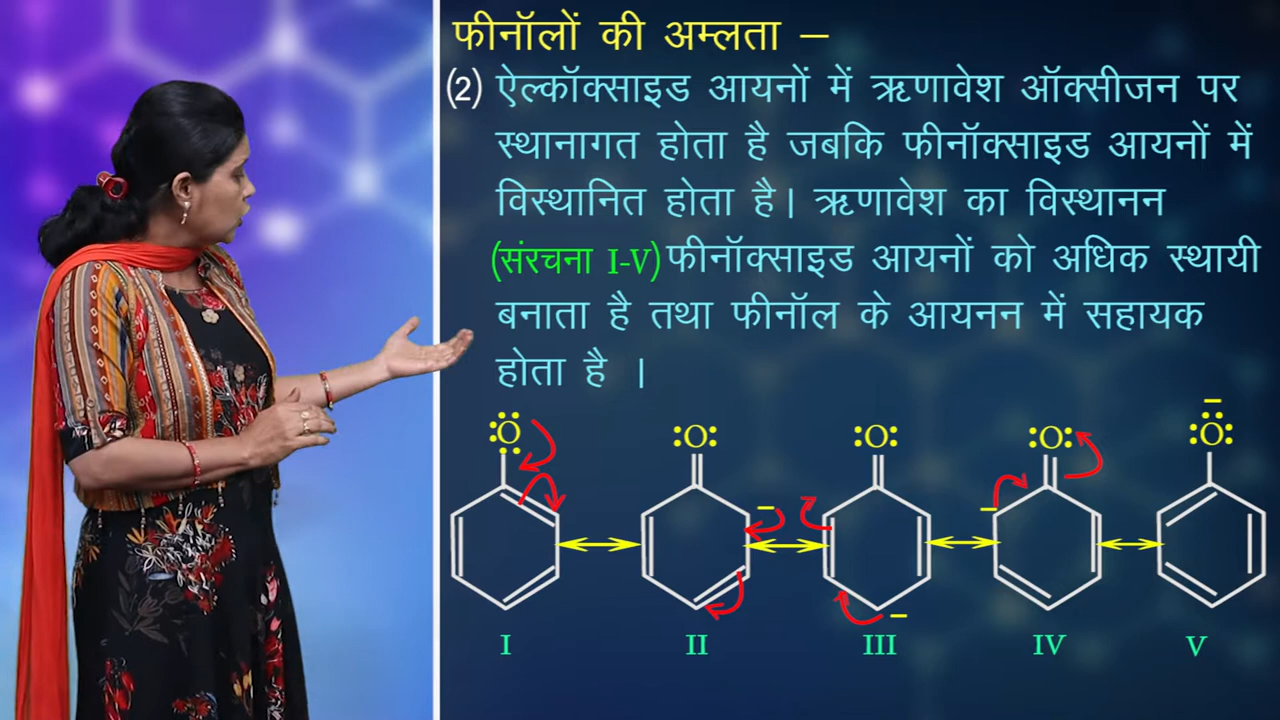 फीनॉलों की अम्लता –
(2) ऐल्कॉक्साइड आयनों में ऋणावेश ऑक्सीजन पर
स्थानागत होता है जबकि फीनॉक्साइड आयनों में
विस्थानित होता है। ऋणावेश का विस्थानन
(संरचना I-V) फीनॉक्साइड आयनों को अधिक स्थायी
बनाता है तथा फीनॉल के आयनन में सहायक
होता है ।
–
:Ö: :O: :O: :O: :Ö:
– – –
I II III IV V